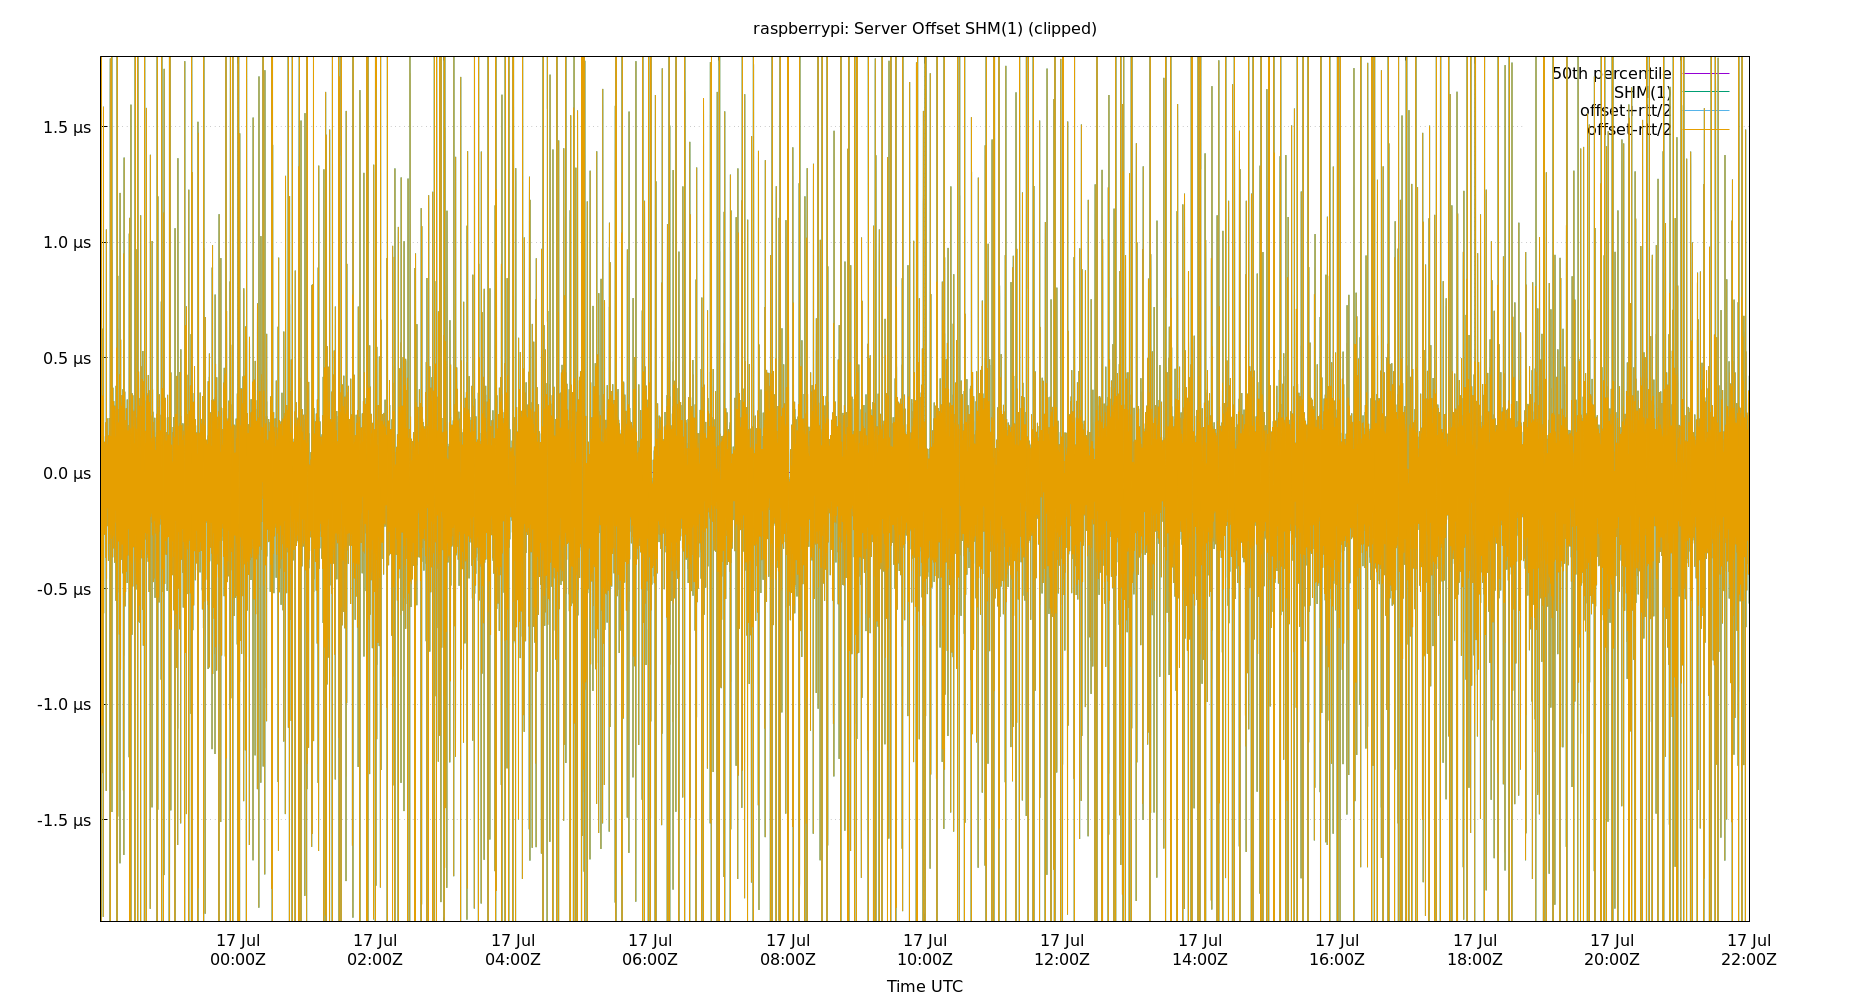 raspberrypi: Server Offset SHM(1) (clipped)
50th percentile
SHM(1)
offset+rtt/2
offset-rtt/2
1.5 µs
1.0 µs
0.5 µs
0.0 µs
-0.5 µs
-1.0 µs
-1.5 µs
17 Jul 17 Jul 17 Jul 17 Jul 17 Jul 17 Jul 17 Jul 17 Jul 17 Jul 17 Jul 17 Jul 17 Jul
00:00Z 02:00Z 04:00Z 06:00Z 08:00Z 10:00Z 12:00Z 14:00Z 16:00Z 18:00Z 20:00Z 22:00Z
Time UTC